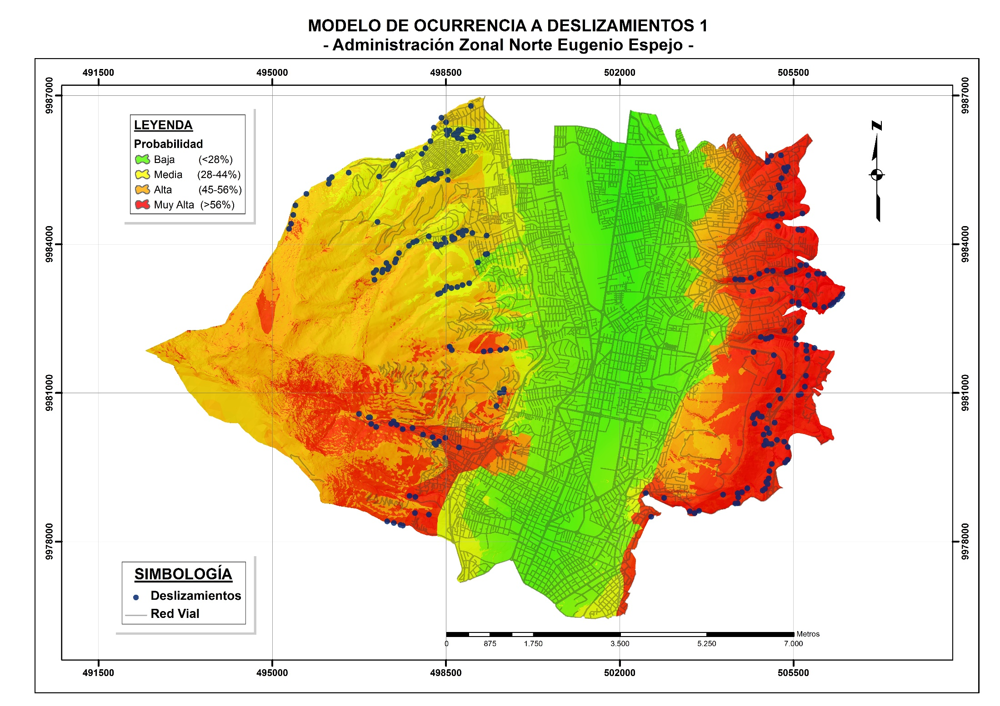 MODELO DE OCURRENCIA A DESLIZAMIENTOS 1
- Administración Zonal Norte Eugenio Espejo -
491500 495000 498500 502000 505500
9987000 9987000
LEYENDA
Probabilidad
Baja (<28%)
Media (28-44%)
Alta (45-56%)
Muy Alta (>56%)
N
9984000 9984000
9981000 9981000
9978000 9978000
SIMBOLOGÍA
Deslizamientos
Red Vial
Metros
0 875 1.750 3.500 5.250 7.000
491500 495000 498500 502000 505500